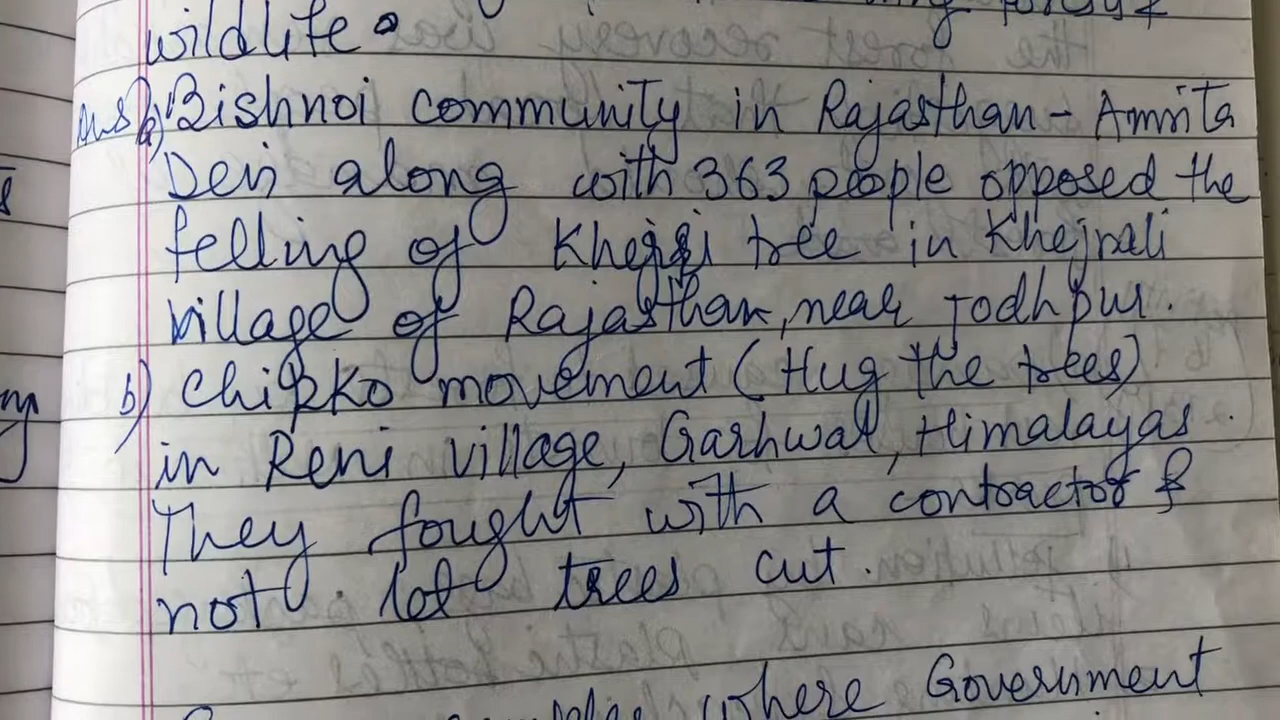 wildlife.
Ans a) Bishnoi community in Rajasthan - Amrita
Devi along with 363 people opposed the
felling of Khejri tree in Khejrali
village of Rajasthan, near Jodhpur.
b) Chipko movement (Hug the trees)
in Reni village, Garhwal, Himalayas.
They fought with a contractor &
not let trees cut.
where Government